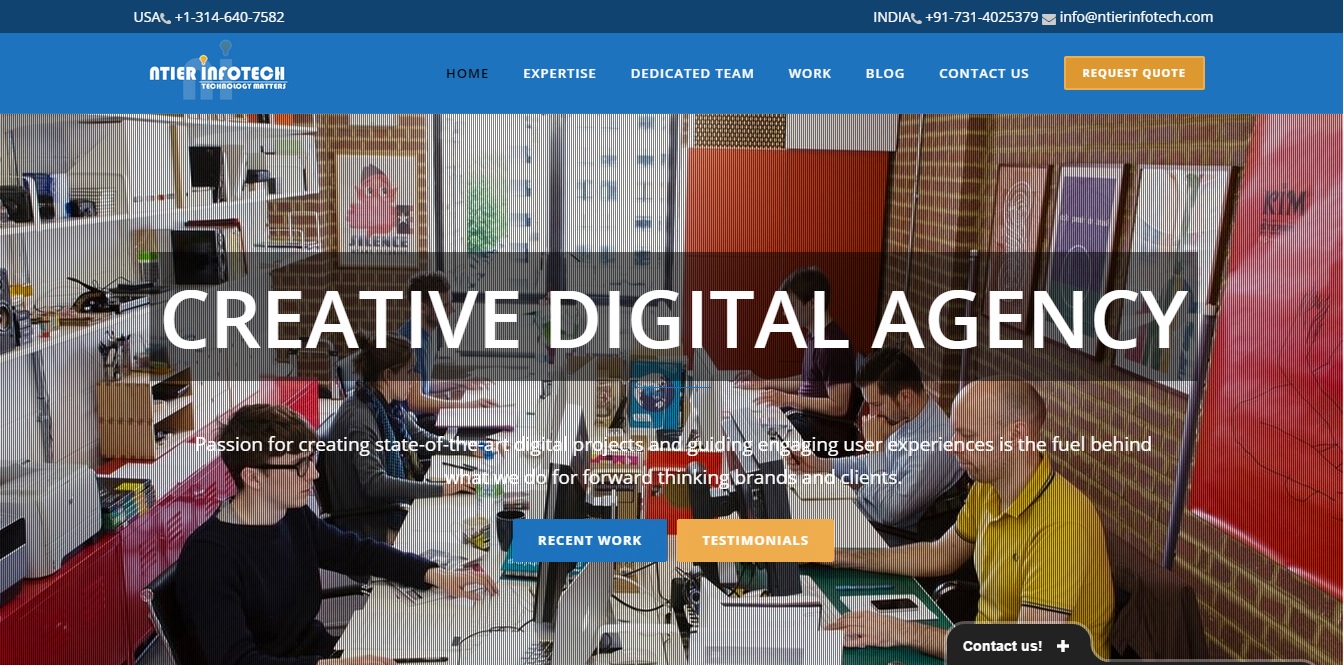 USA +1-314-640-7582
INDIA +91-731-4025379 info@ntierinfotech.com
NTIER INFOTECH
TECHNOLOGY MATTERS
HOME EXPERTISE DEDICATED TEAM WORK BLOG CONTACT US REQUEST QUOTE
SILENCE
RIM
CREATIVE DIGITAL AGENCY
Passion for creating state-of-the-art digital projects and guiding engaging user experiences is the fuel behind
what we do for forward thinking brands and clients.
RECENT WORK TESTIMONIALS
Contact us!